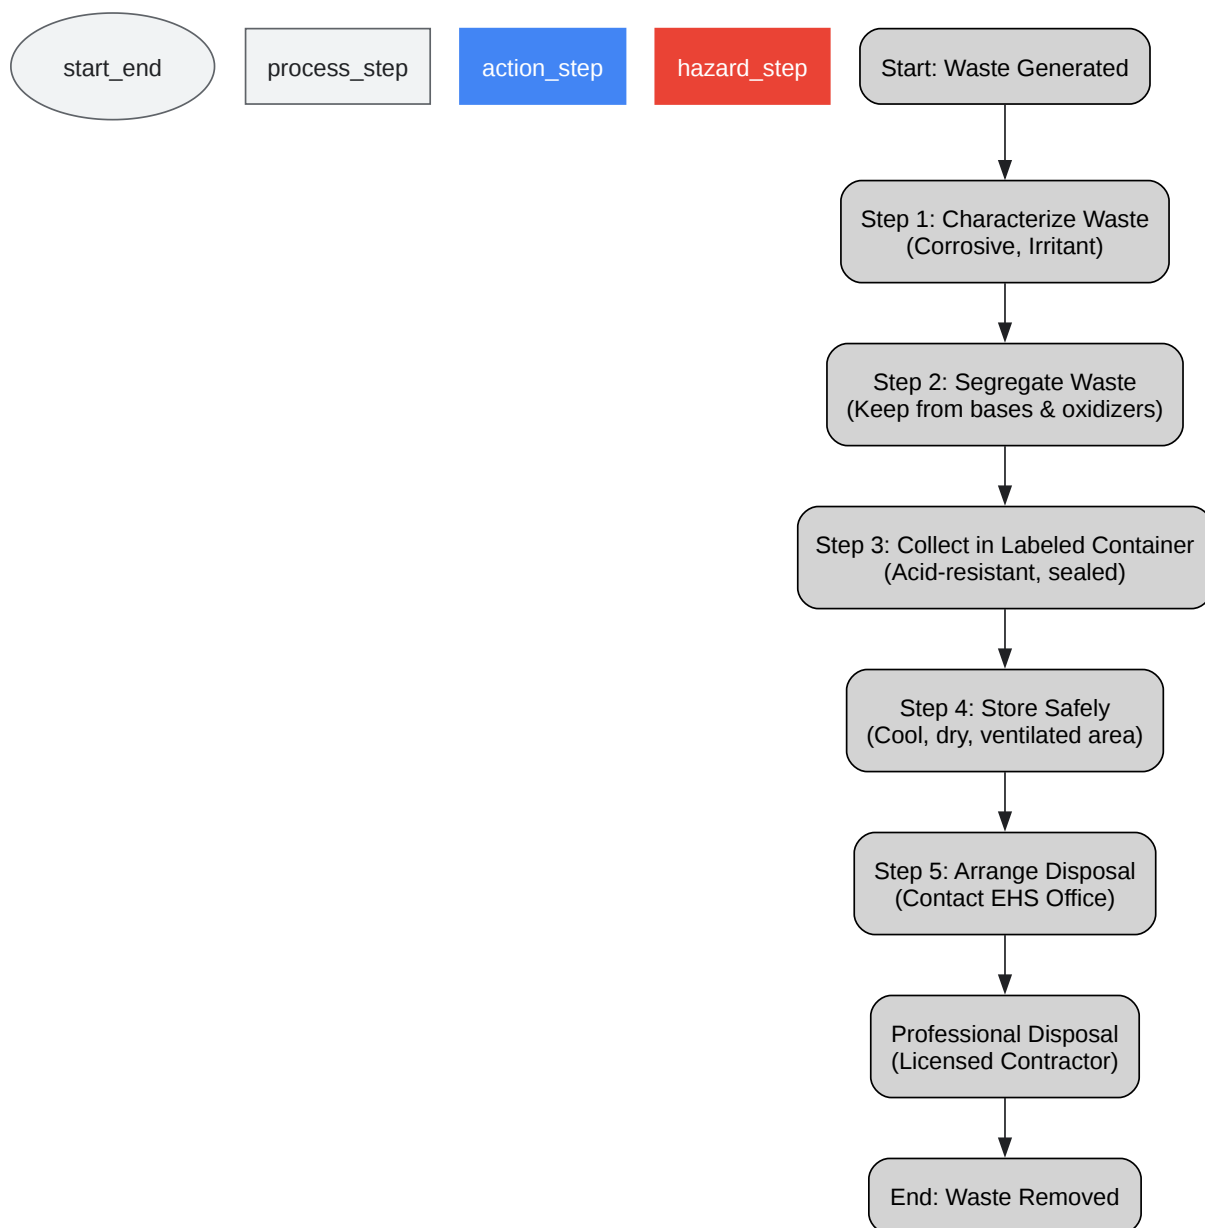 start_end
process_step
action_step
hazard_step
Start: Waste Generated
Step 1: Characterize Waste
(Corrosive, Irritant)
Step 2: Segregate Waste
(Keep from bases & oxidizers)
Step 3: Collect in Labeled Container
(Acid-resistant, sealed)
Step 4: Store Safely
(Cool, dry, ventilated area)
Step 5: Arrange Disposal
(Contact EHS Office)
Professional Disposal
(Licensed Contractor)
End: Waste Removed